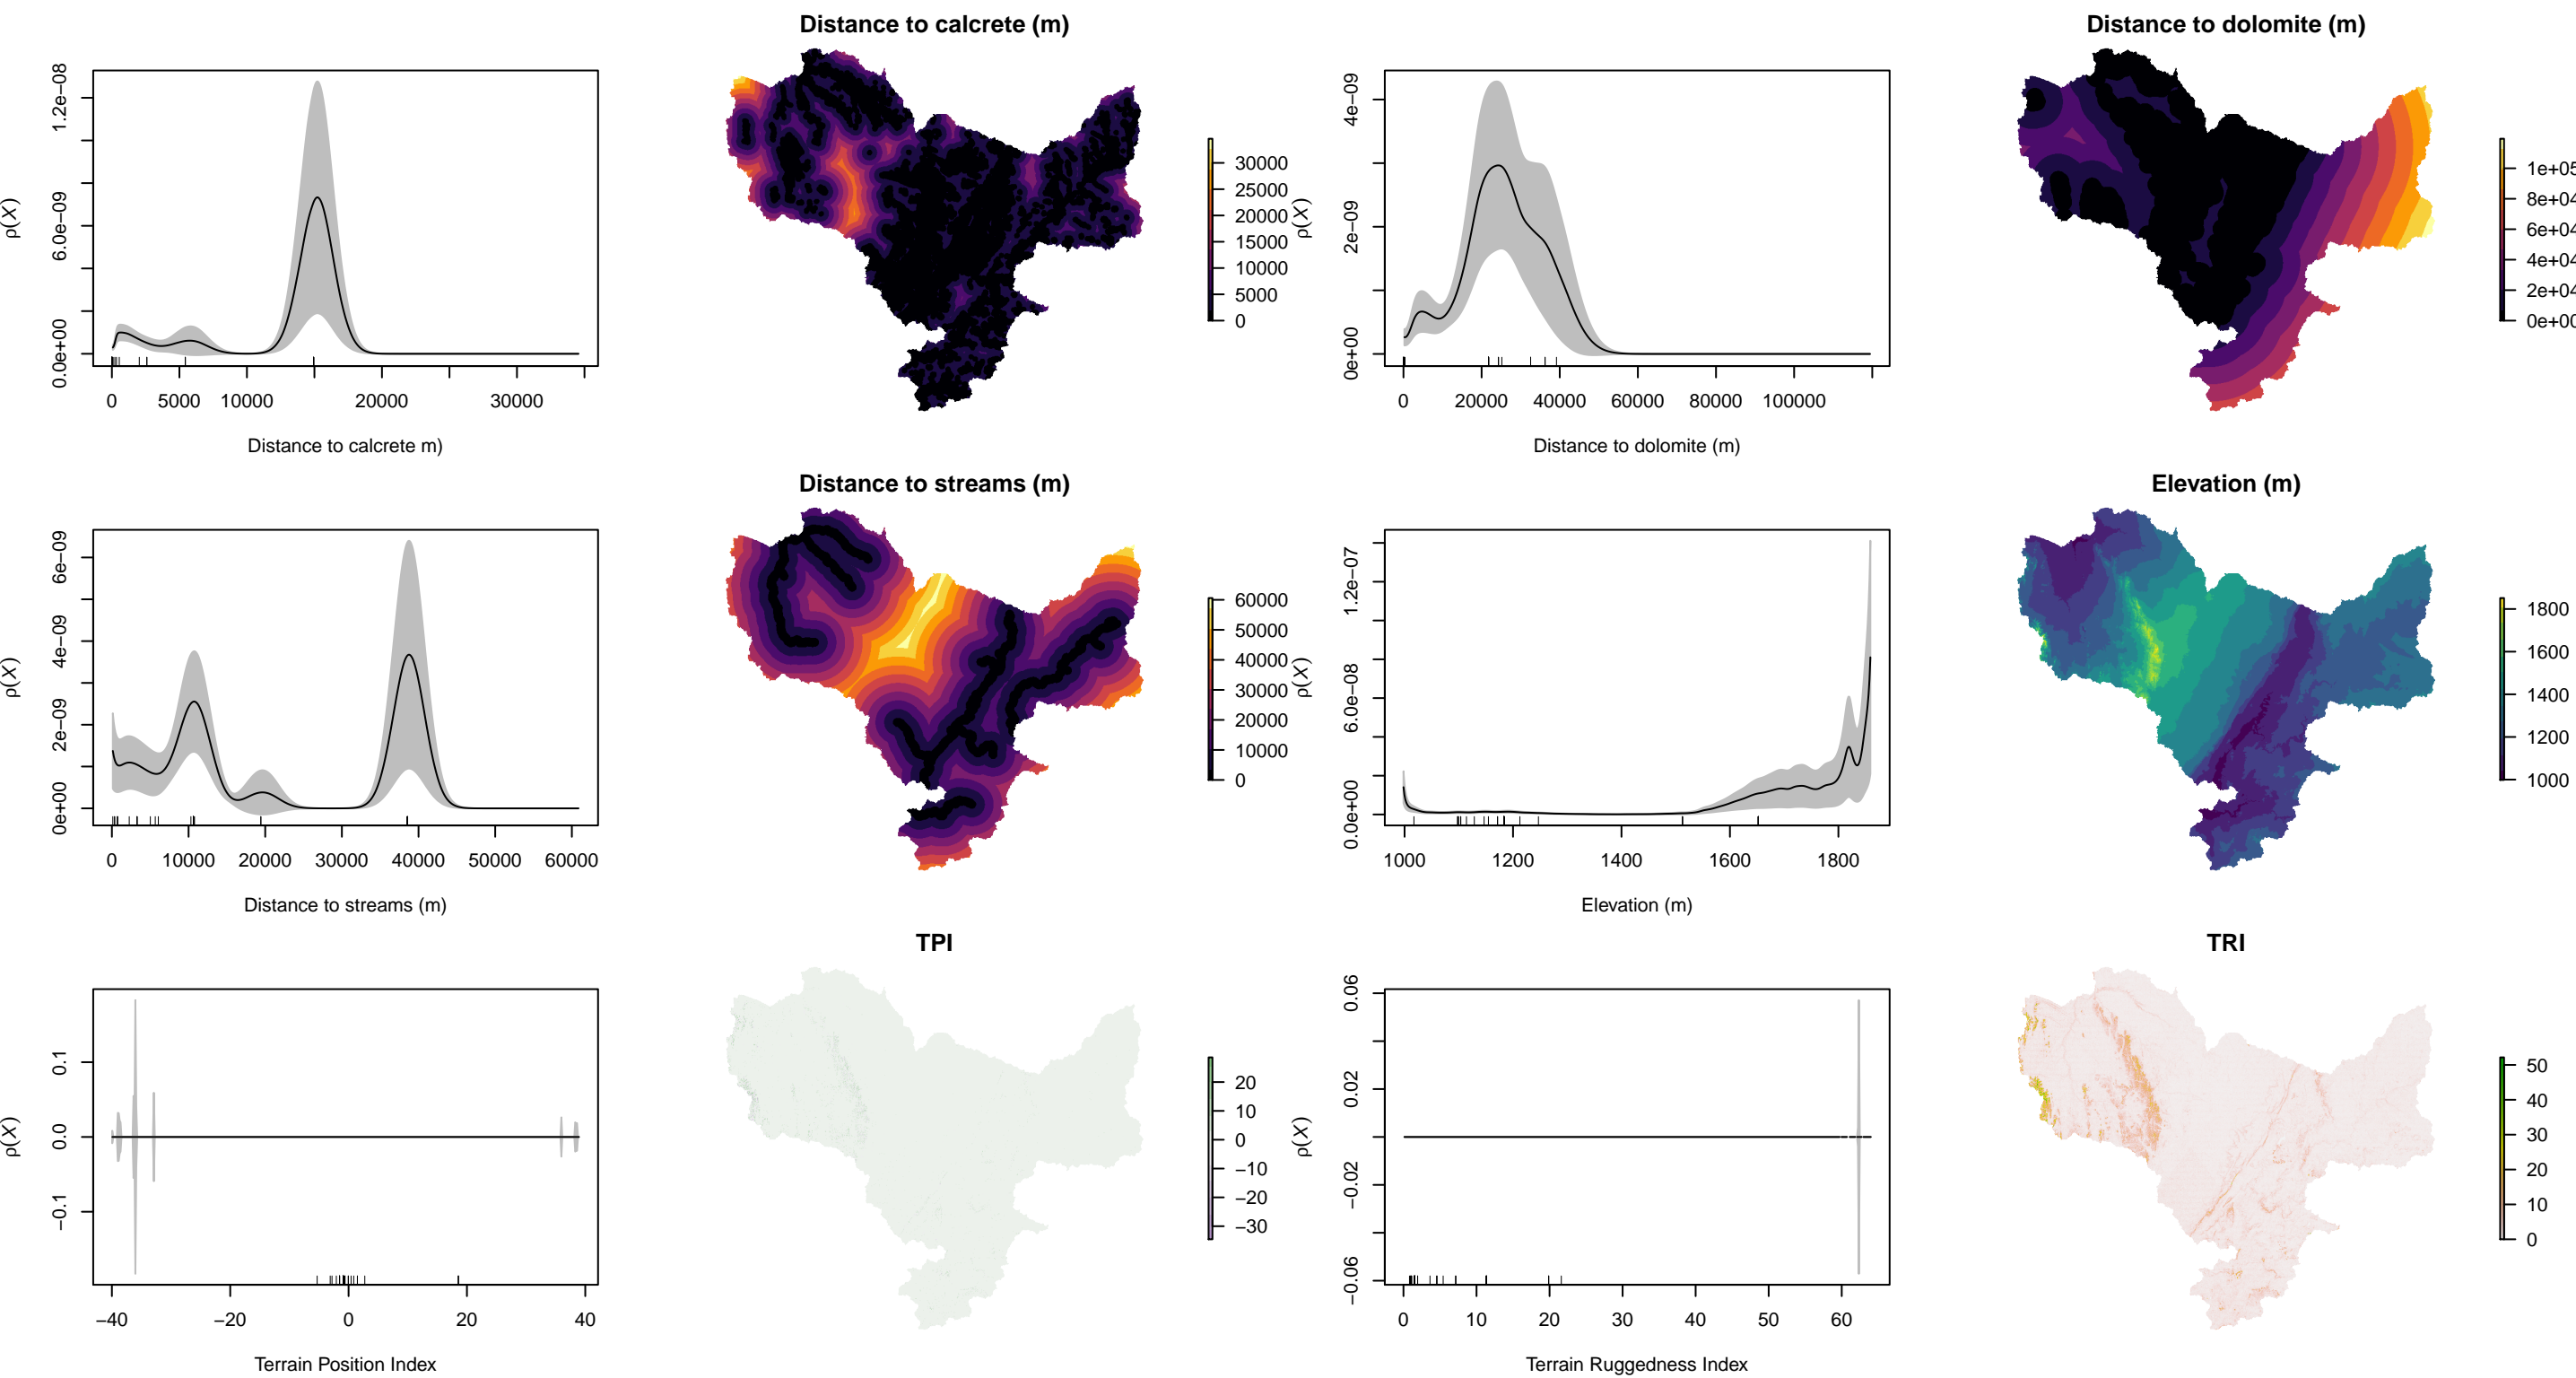 Distance to calcrete (m)
Distance to dolomite (m)
ρ(X)
0.0e+00 6.0e−09 1.2e−08
0 5000 10000 20000 30000
Distance to calcrete m)
30000
25000
20000
15000
10000
5000
0
ρ(X)
0e+00 2e−09 4e−09
0 20000 40000 60000 80000 100000
Distance to dolomite (m)
1e+05
8e+04
6e+04
4e+04
2e+04
0e+00
Distance to streams (m)
Elevation (m)
ρ(X)
0e+00 2e−09 4e−09 6e−09
0 10000 20000 30000 40000 50000 60000
Distance to streams (m)
60000
50000
40000
30000
20000
10000
0
ρ(X)
0.0e+00 6.0e−08 1.2e−07
1000 1200 1400 1600 1800
Elevation (m)
1800
1600
1400
1200
1000
TPI
TRI
ρ(X)
−0.1 0.0 0.1
−40 −20 0 20 40
Terrain Position Index
20
10
0
−10
−20
−30
ρ(X)
−0.06 −0.02 0.02 0.06
0 10 20 30 40 50 60
Terrain Ruggedness Index
50
40
30
20
10
0